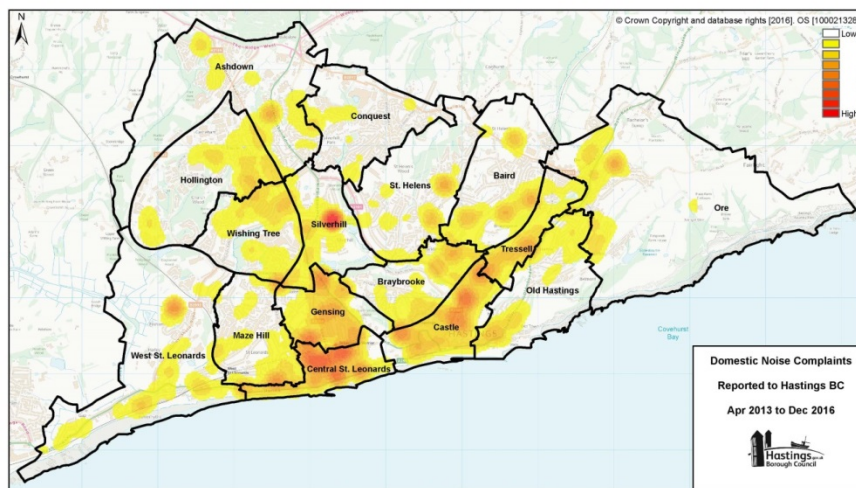 © Crown Copyright and database rights [2016]. OS [100021328
N
Low
High
Ashdown
Conquest
Hollington
St. Helens
Baird
Ore
Wishing Tree
Silverhill
Tressell
Braybrooke
Old Hastings
Gensing
Castle
Maze Hill
West St. Leonards
Central St. Leonards
Covehurst
Bay
Domestic Noise Complaints
Reported to Hastings BC
Apr 2013 to Dec 2016
Hastings.gov.uk
Borough Council